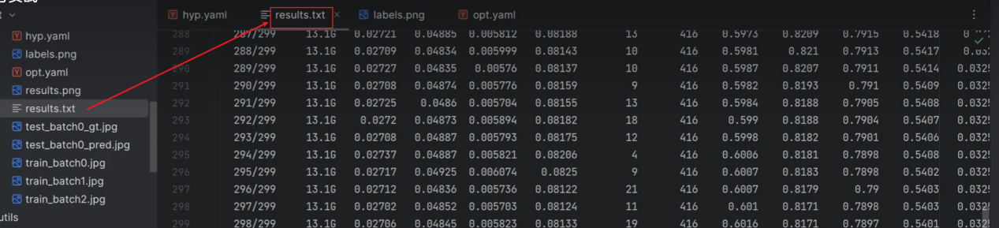 hyp.yaml results.txt labels.png opt.yaml
hyp.yaml
labels.png
opt.yaml
results.png
results.txt
test_batch0_gt.jpg
test_batch0_pred.jpg
train_batch0.jpg
train_batch1.jpg
train_batch2.jpg
utils
288 287/299 13.1G 0.02721 0.04885 0.005812 0.08188 13 416 0.5973 0.8209 0.7915 0.5418
289 288/299 13.1G 0.02709 0.04834 0.005999 0.08143 10 416 0.5981 0.821 0.7913 0.5417
290 289/299 13.1G 0.02727 0.04835 0.00576 0.08137 10 416 0.5987 0.8207 0.7911 0.5414 0.0325
291 290/299 13.1G 0.02708 0.04874 0.005776 0.08159 9 416 0.5982 0.8193 0.791 0.5409 0.0325
292 291/299 13.1G 0.02725 0.0486 0.005704 0.08155 13 416 0.5984 0.8188 0.7905 0.5408 0.0325
293 292/299 13.1G 0.0272 0.04873 0.005894 0.08182 18 416 0.599 0.8188 0.7904 0.5407 0.0325
294 293/299 13.1G 0.02708 0.04887 0.005793 0.08175 12 416 0.5998 0.8182 0.7901 0.5406 0.0325
295 294/299 13.1G 0.02737 0.04887 0.005821 0.08206 4 416 0.6006 0.8181 0.7898 0.5408 0.0325
296 295/299 13.1G 0.02717 0.04925 0.006074 0.0825 9 416 0.6007 0.8183 0.7898 0.5402 0.0325
297 296/299 13.1G 0.02712 0.04836 0.005736 0.08122 21 416 0.6007 0.8179 0.79 0.5403 0.0325
298 297/299 13.1G 0.02702 0.04852 0.005703 0.08124 11 416 0.601 0.8171 0.7898 0.5403 0.0325
299 298/299 13.1G 0.02706 0.04845 0.005823 0.08133 19 416 0.6016 0.8171 0.7897 0.5401 0.0325